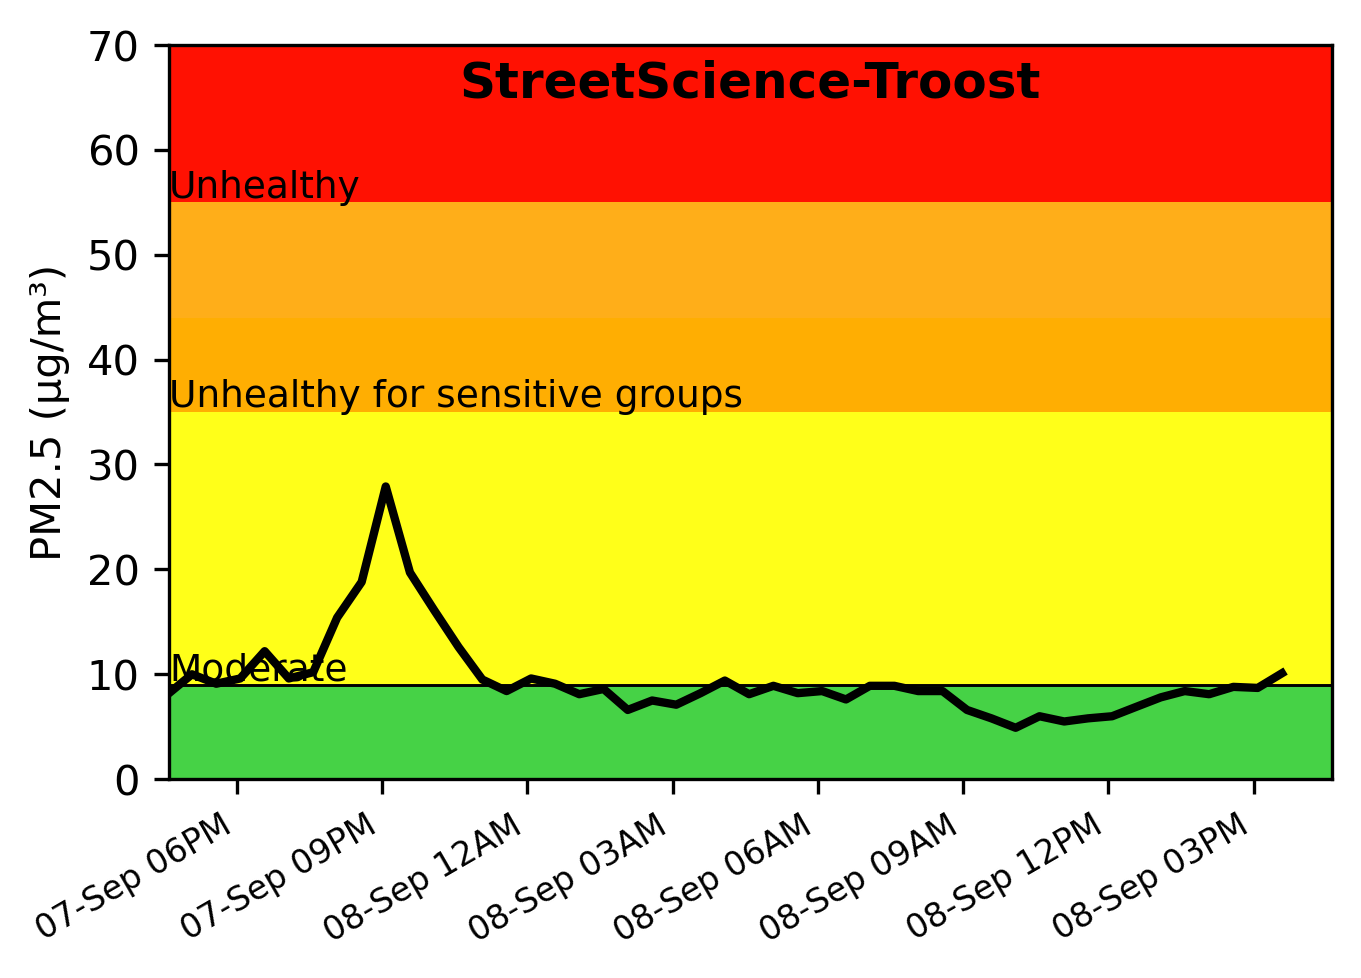 StreetScience-Troost
70
60
50
40
30
20
10
0
PM2.5 (µg/m³)
Unhealthy
Unhealthy for sensitive groups
Moderate
07-Sep 06PM
07-Sep 09PM
08-Sep 12AM
08-Sep 03AM
08-Sep 06AM
08-Sep 09AM
08-Sep 12PM
08-Sep 03PM